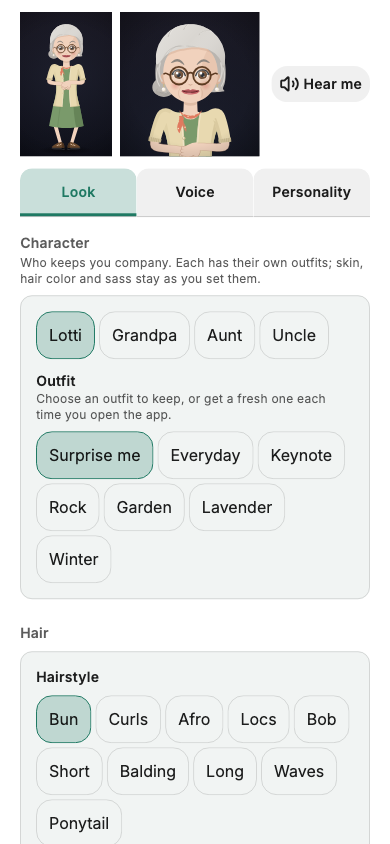 Hear me
Look Voice Personality
Character
Who keeps you company. Each has their own outfits; skin,
hair color and sass stay as you set them.
Lotti Grandpa Aunt Uncle
Outfit
Choose an outfit to keep, or get a fresh one each
time you open the app.
Surprise me Everyday Keynote
Rock Garden Lavender
Winter
Hair
Hairstyle
Bun Curls Afro Locs Bob
Short Balding Long Waves
Ponytail